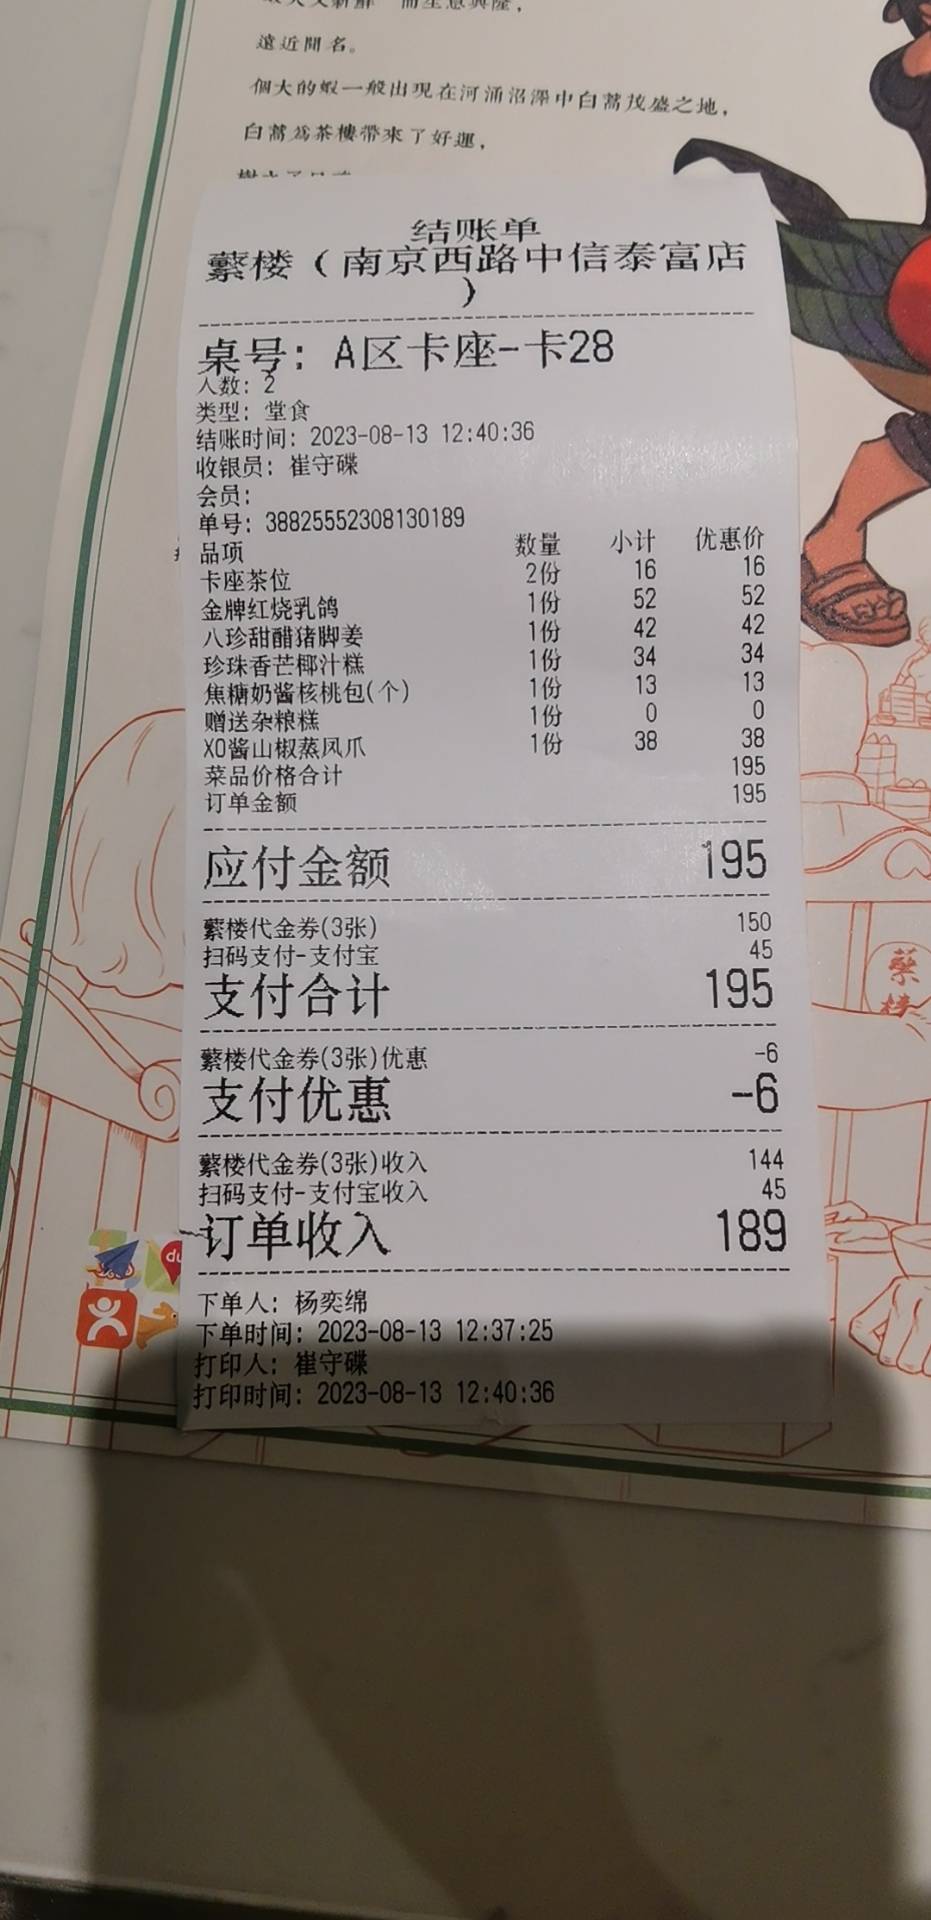 遠近聞名。
個大的蝦一般出現在河涌沼澤中白蒿茂盛之地，
白蒿為茶樓帶來了好運，
结账单
蘩楼（南京西路中信泰富店
）
桌号：A区卡座-卡28
人数：2
类型：堂食
结账时间：2023-08-13 12:40:36
收银员：崔守碟
会员：
单号：388255552308130189
品项 数量 小计 优惠价
卡座茶位 2份 16 16
金牌红烧乳鸽 1份 52 52
八珍甜醋猪脚姜 1份 42 42
珍珠香芒椰汁糕 1份 34 34
焦糖奶酱核桃包(个) 1份 13 13
赠送杂粮糕 1份 0 0
XO酱山椒蒸凤爪 1份 38 38
菜品价格合计 195
订单金额 195
应付金额 195
蘩楼代金券(3张) 150
扫码支付-支付宝 45
支付合计 195
蘩楼代金券(3张)优惠 -6
支付优惠 -6
蘩楼代金券(3张)收入 144
扫码支付-支付宝收入 45
订单收入 189
下单人：杨奕绵
下单时间：2023-08-13 12:37:25
打印人：崔守碟
打印时间：2023-08-13 12:40:36